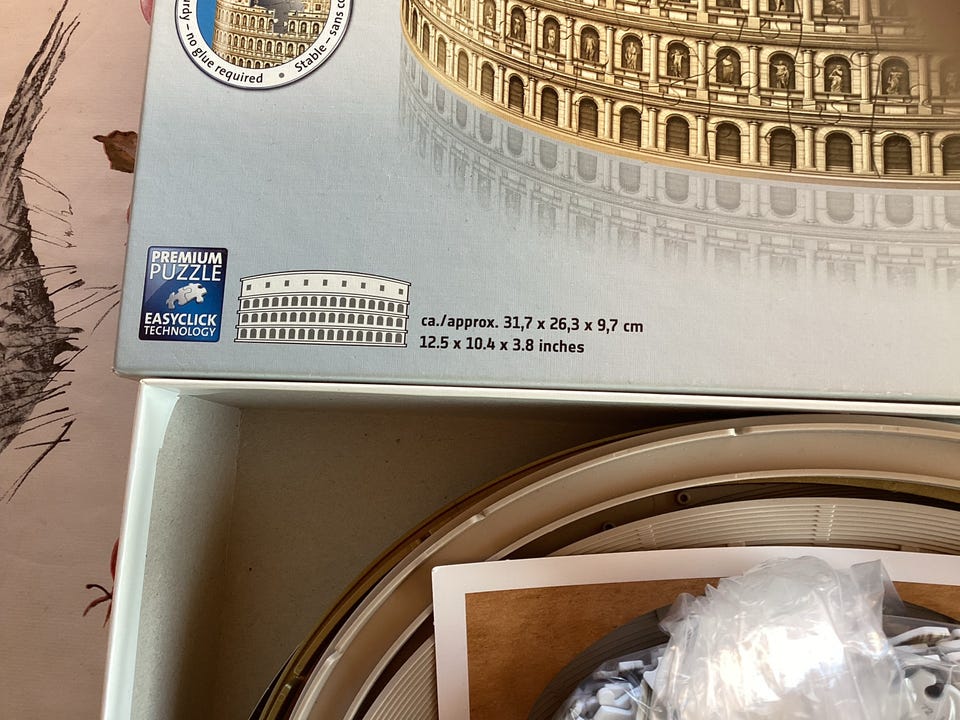 no glue required • Stable – sans
PREMIUM
PUZZLE
EASYCLICK
TECHNOLOGY
ca./approx. 31,7 x 26,3 x 9,7 cm
12.5 x 10.4 x 3.8 inches